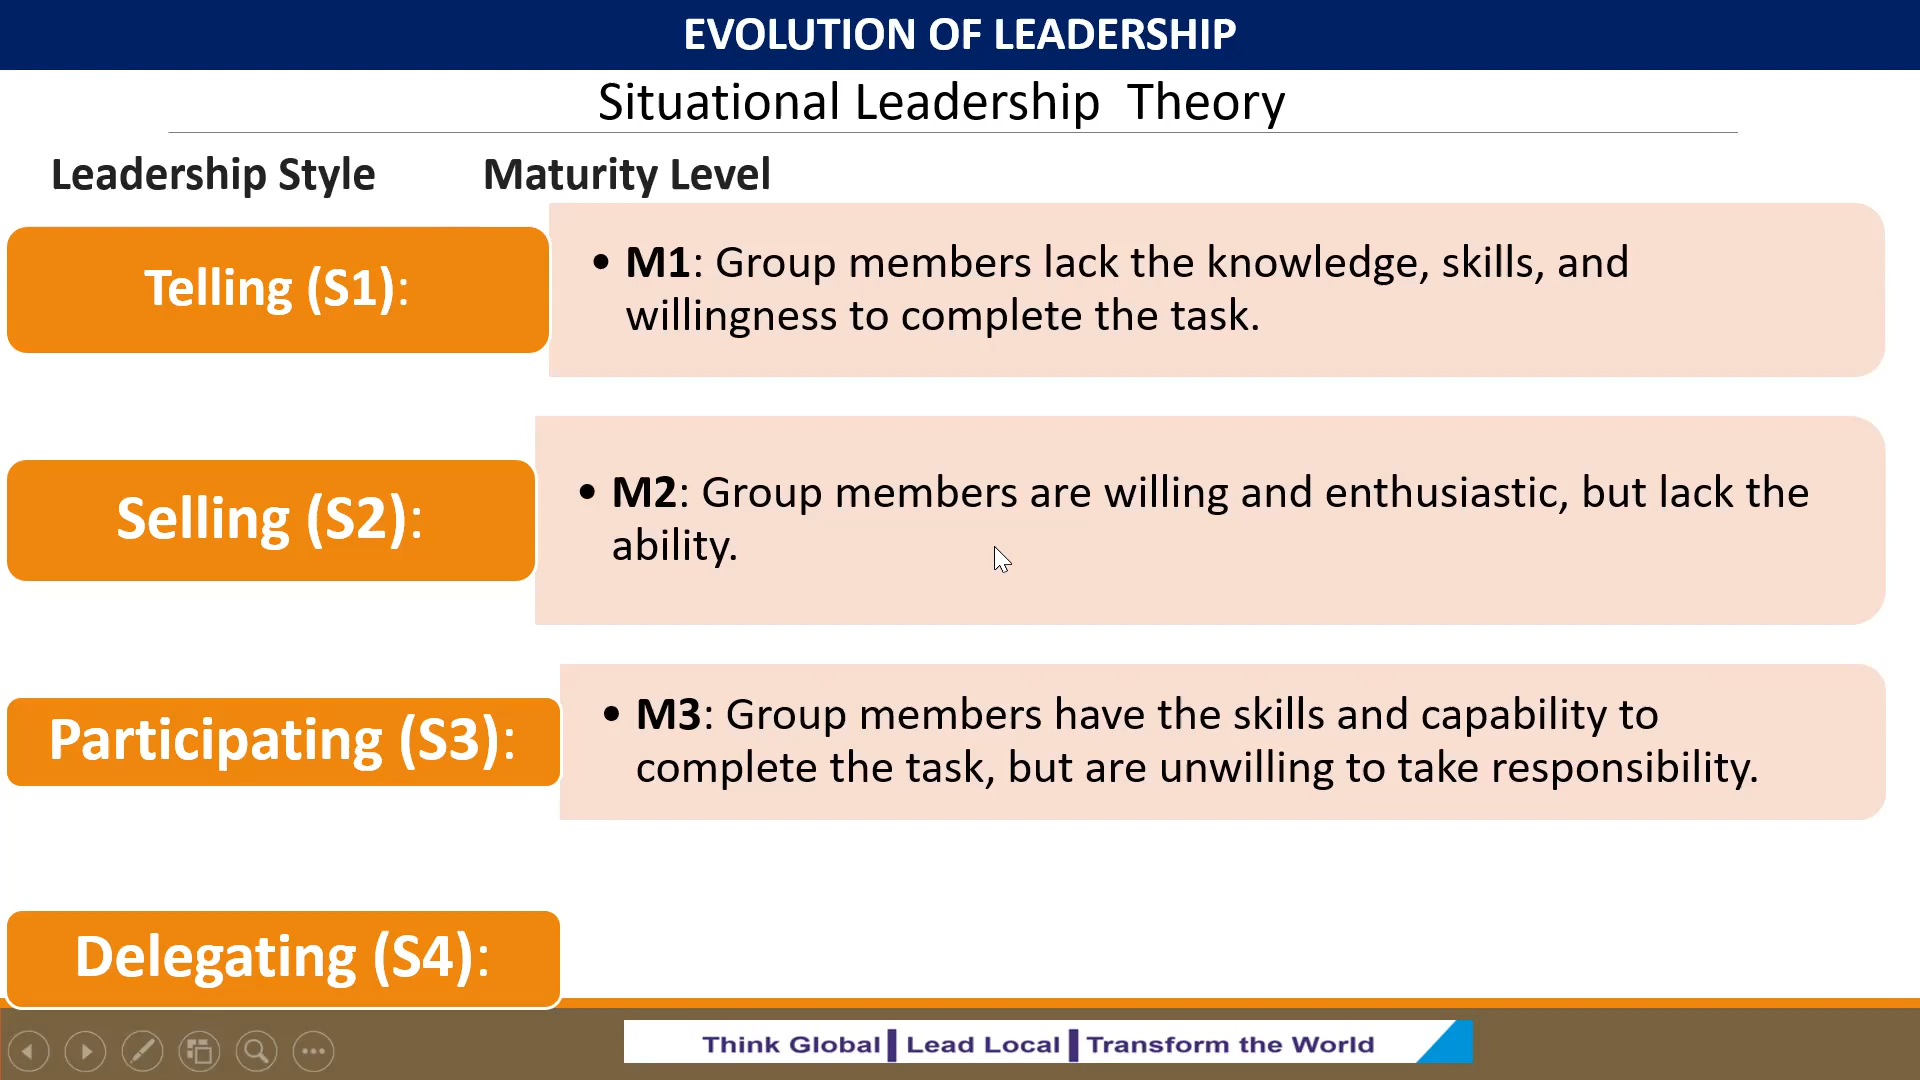 EVOLUTION OF LEADERSHIP
Situational Leadership Theory
Leadership Style Maturity Level
Telling (S1):
• M1: Group members lack the knowledge, skills, and
willingness to complete the task.
Selling (S2):
• M2: Group members are willing and enthusiastic, but lack the
ability.
Participating (S3):
• M3: Group members have the skills and capability to
complete the task, but are unwilling to take responsibility.
Delegating (S4):
Think Global Lead Local Transform the World